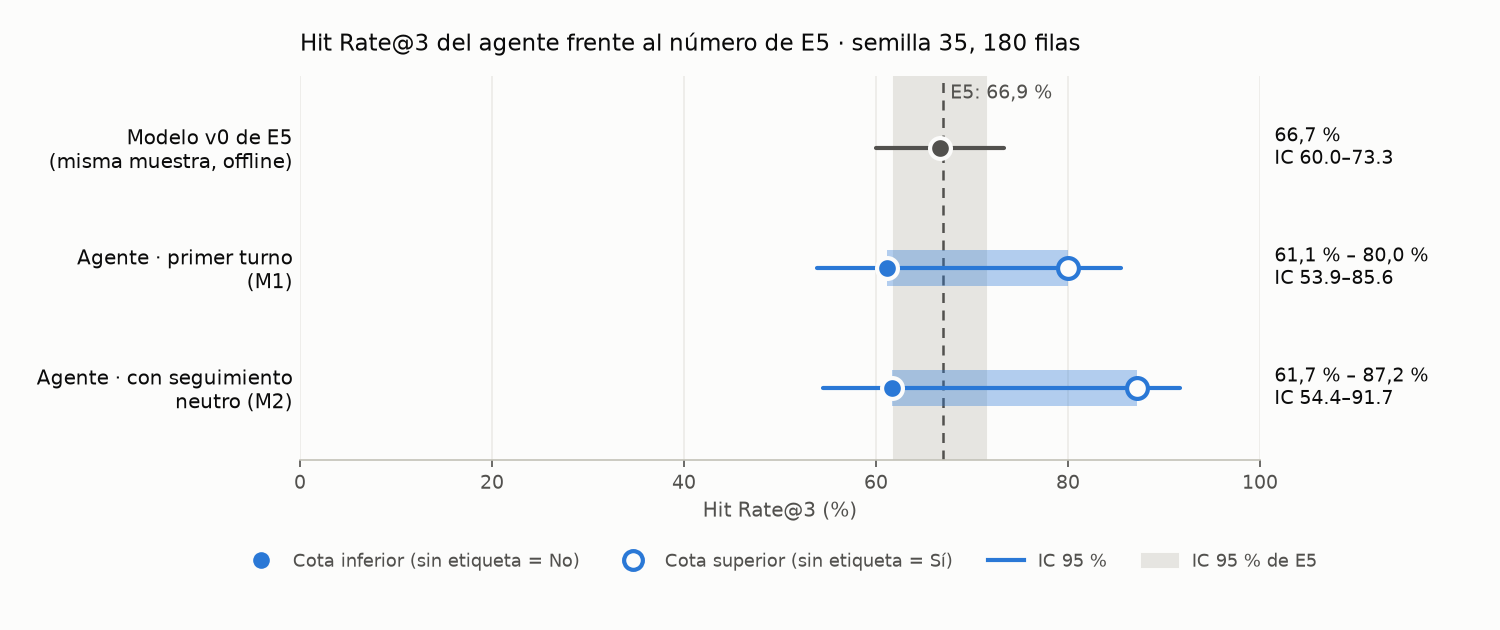 Hit Rate@3 del agente frente al número de E5 · semilla 35, 180 filas
E5: 66,9 %
Modelo v0 de E5
(misma muestra, offline)
66,7 %
IC 60.0–73.3
Agente · primer turno
(M1)
61,1 % – 80,0 %
IC 53.9–85.6
Agente · con seguimiento
neutro (M2)
61,7 % – 87,2 %
IC 54.4–91.7
0 20 40 60 80 100
Hit Rate@3 (%)
Cota inferior (sin etiqueta = No) Cota superior (sin etiqueta = Sí) IC 95 % IC 95 % de E5